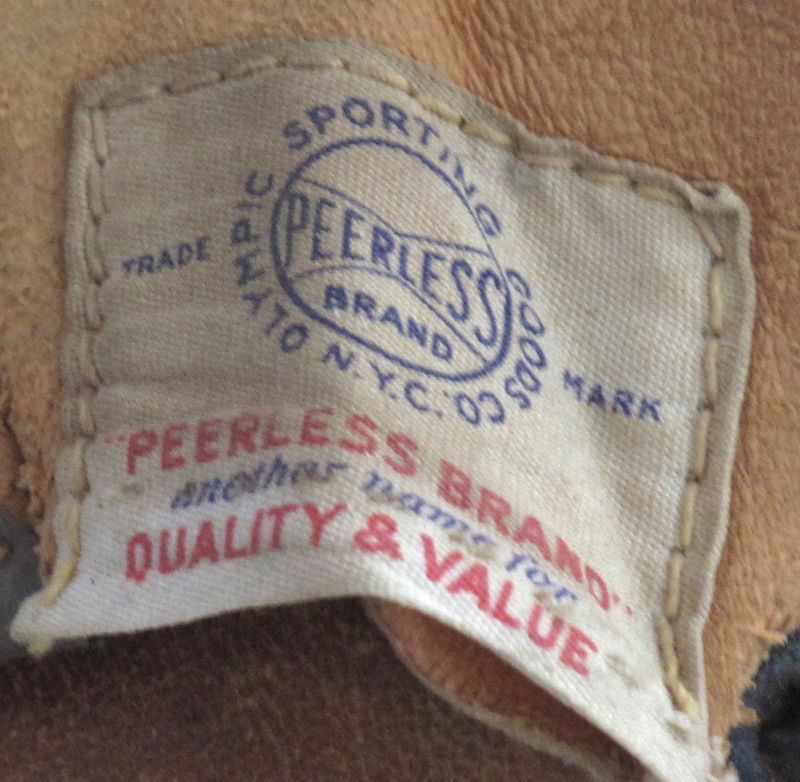 OLYMPIC SPORTING GOODS CO. N.Y.C.
TRADE
PEERLESS
BRAND
MARK
"PEERLESS BRAND"
another name for
QUALITY & VALUE